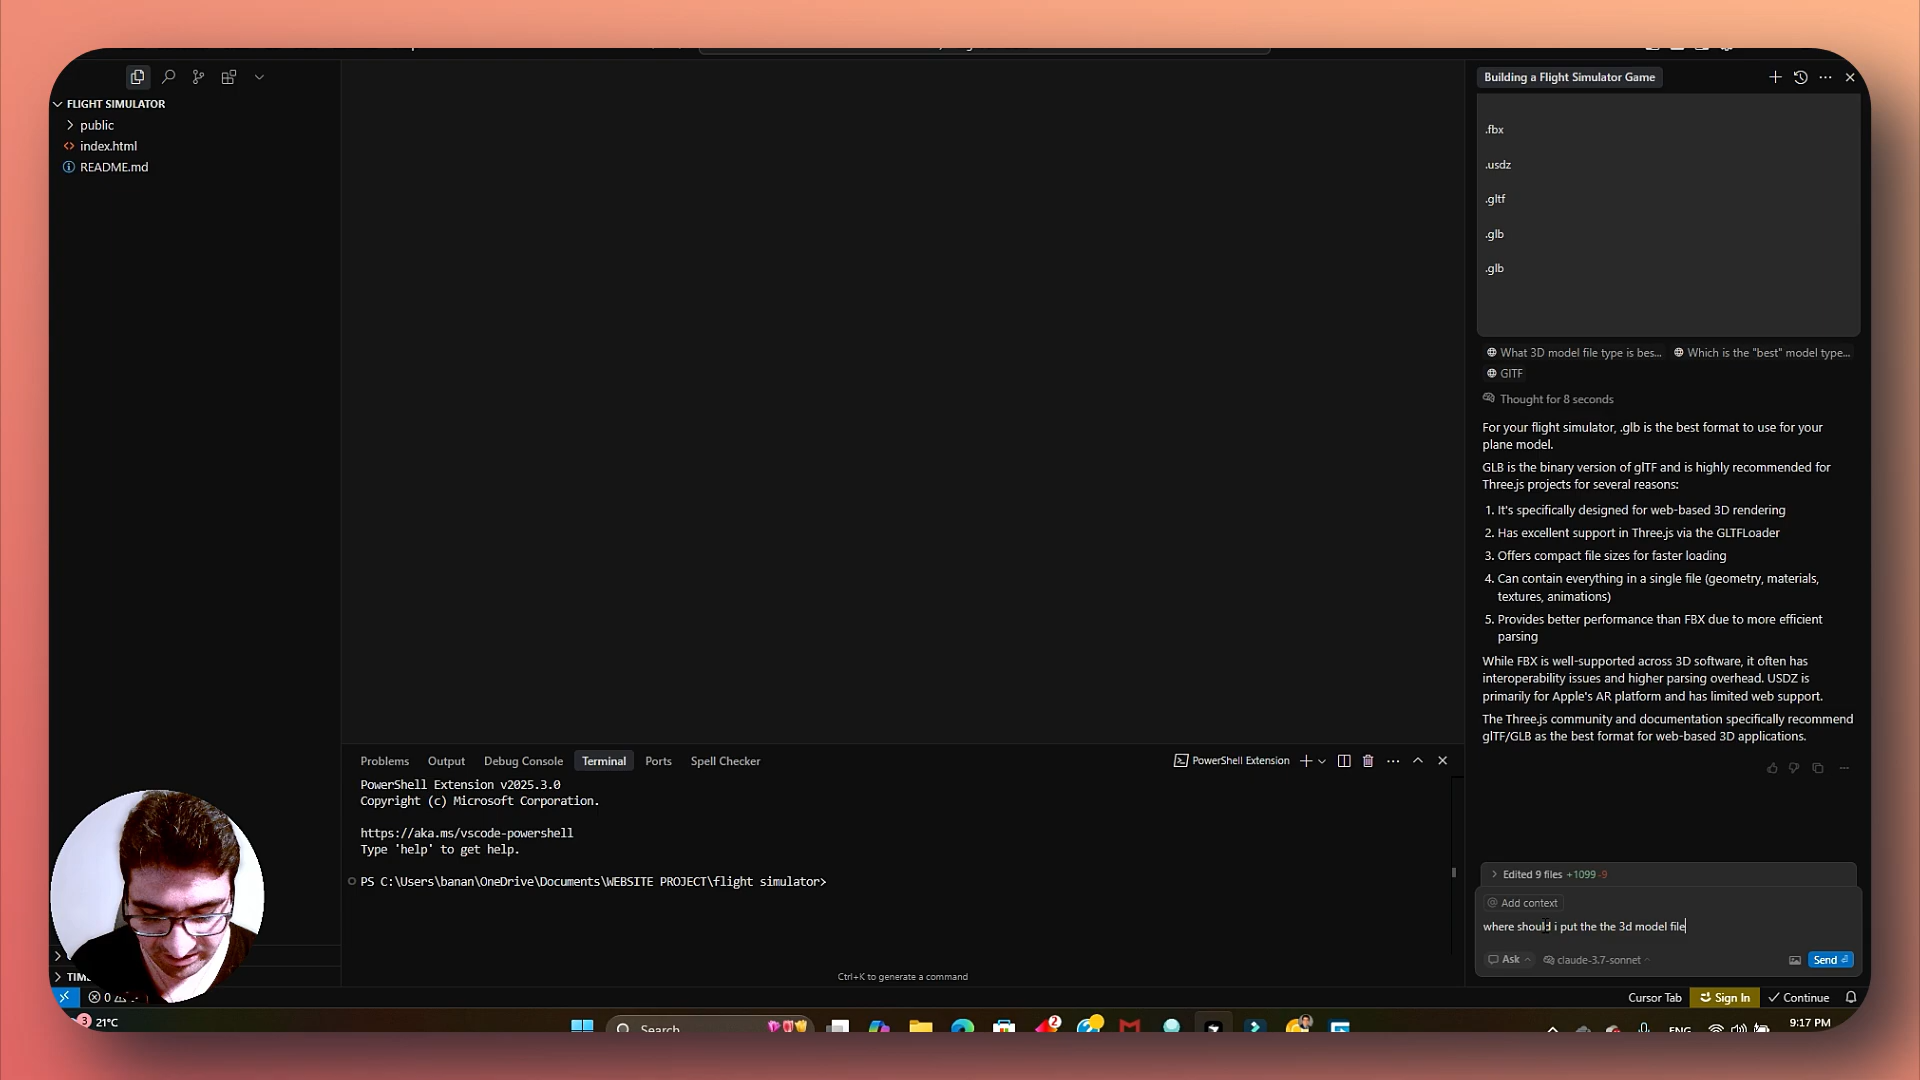 FLIGHT SIMULATOR
public
index.html
README.md
Building a Flight Simulator Game
.fbx
.usdz
.gltf
.glb
.glb
What 3D model file type is bes...
Which is the "best" model type...
GlTF
Thought for 8 seconds
For your flight simulator, .glb is the best format to use for your
plane model.
GLB is the binary version of glTF and is highly recommended for
Three.js projects for several reasons:
1. It's specifically designed for web-based 3D rendering
2. Has excellent support in Three.js via the GLTFLoader
3. Offers compact file sizes for faster loading
4. Can contain everything in a single file (geometry, materials,
textures, animations)
5. Provides better performance than FBX due to more efficient
parsing
While FBX is well-supported across 3D software, it often has
interoperability issues and higher parsing overhead. USDZ is
primarily for Apple's AR platform and has limited web support.
The Three.js community and documentation specifically recommend
glTF/GLB as the best format for web-based 3D applications.
Edited 9 files +1099 -9
@ Add context
where should i put the the 3d model file
Ask
claude-3.7-sonnet
Send
Problems
Output
Debug Console
Terminal
Ports
Spell Checker
PowerShell Extension
PowerShell Extension v2025.3.0
Copyright (c) Microsoft Corporation.
https://aka.ms/vscode-powershell
Type 'help' to get help.
PS C:\Users\banan\OneDrive\Documents\WEBSITE PROJECT\flight simulator>
Ctrl+K to generate a command
0
Cursor Tab
Sign In
Continue
3
21°C
Search
2
ENG
9:17 PM